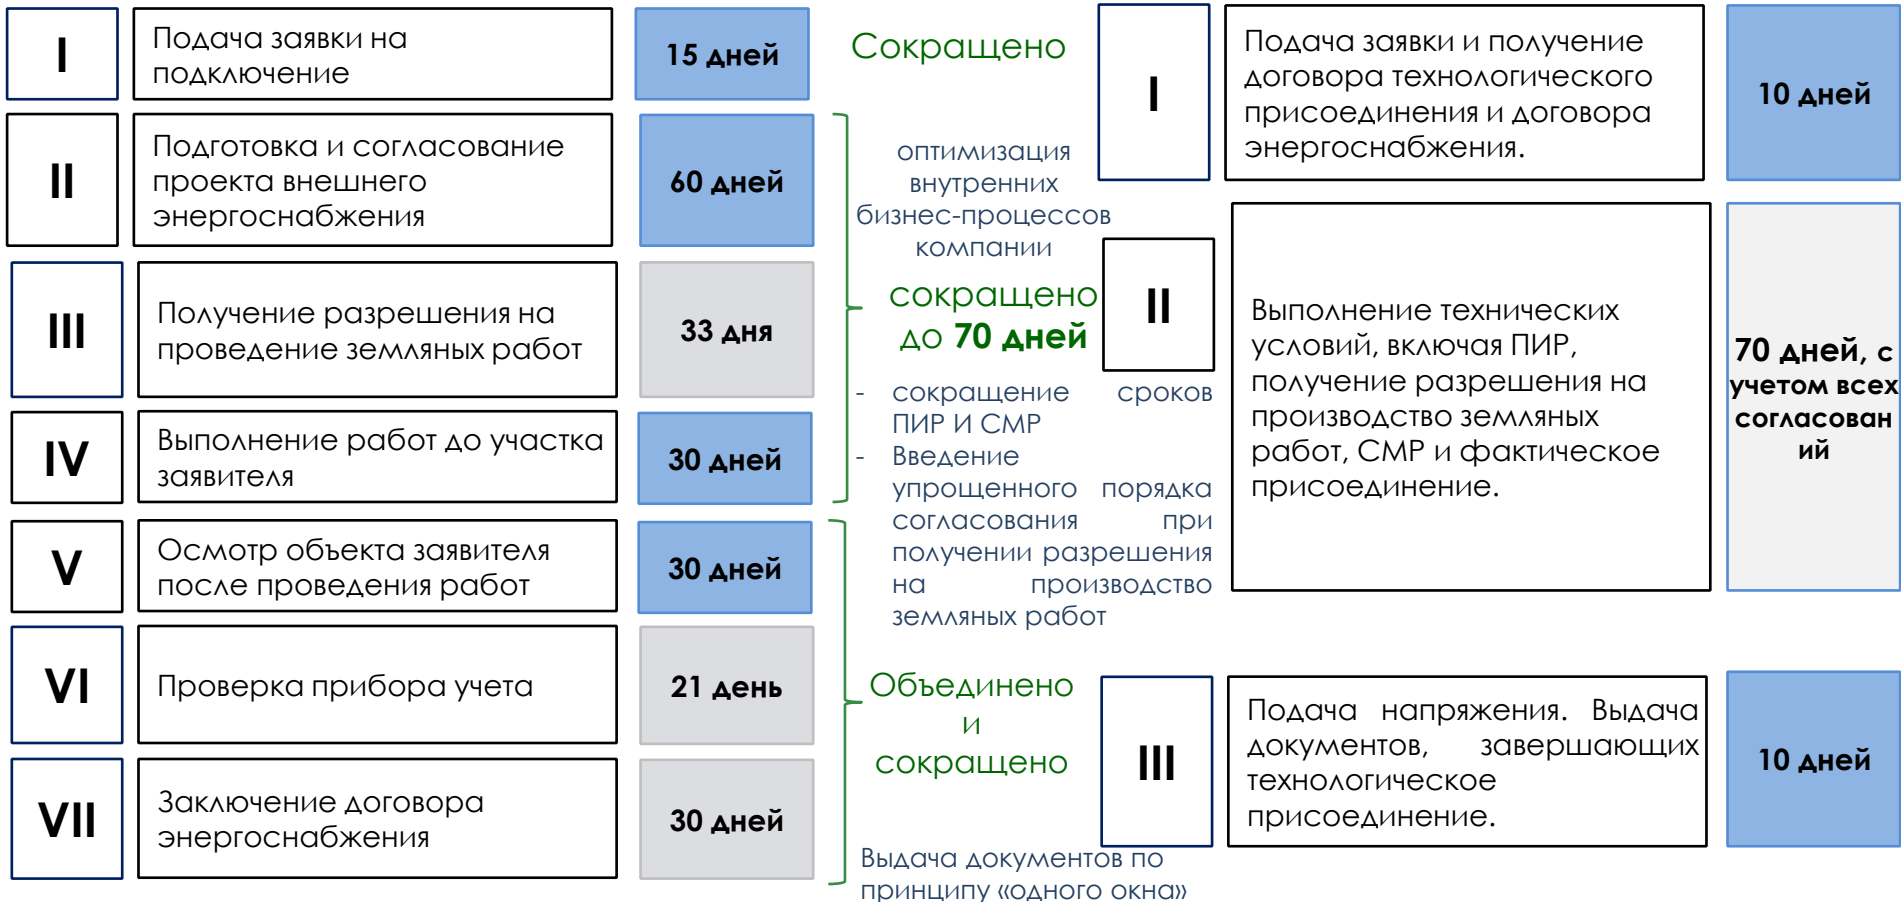 I
Подача заявки на
подключение
15 дней
II
Подготовка и согласование
проекта внешнего
энергоснабжения
60 дней
III
Получение разрешения на
проведение земляных работ
33 дня
IV
Выполнение работ до участка
заявителя
30 дней
V
Осмотр объекта заявителя
после проведения работ
30 дней
VI
Проверка прибора учета
21 день
VII
Заключение договора
энергоснабжения
30 дней
Сокращено
оптимизация
внутренних
бизнес-процессов
компании
сокращено
до 70 дней
- сокращение сроков
ПИР И СМР
- Введение
упрощенного порядка
согласования при
получении разрешения
на производство
земляных работ
Объединено
и
сокращено
Выдача документов по
принципу «одного окна»
I
Подача заявки и получение
договора технологического
присоединения и договора
энергоснабжения.
10 дней
II
Выполнение технических
условий, включая ПИР,
получение разрешения на
производство земляных
работ, СМР и фактическое
присоединение.
70 дней, с
учетом всех
согласован
ий
III
Подача напряжения. Выдача
документов, завершающих
технологическое
присоединение.
10 дней